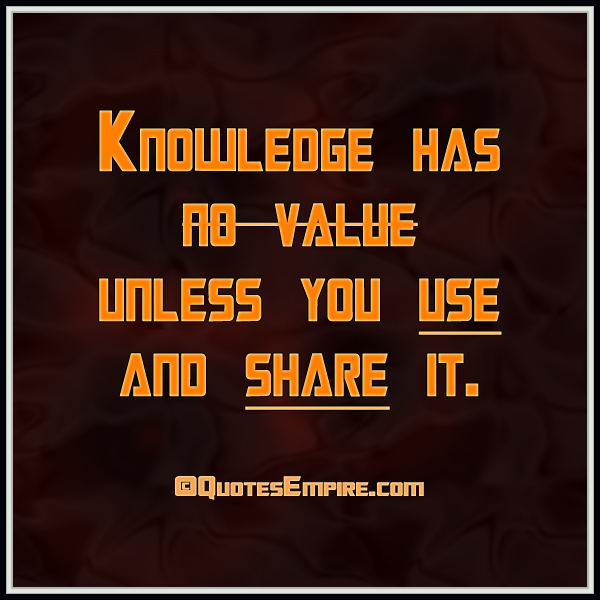 Knowledge has
no value
unless you use
and share it.
©QuotesEmpire.com